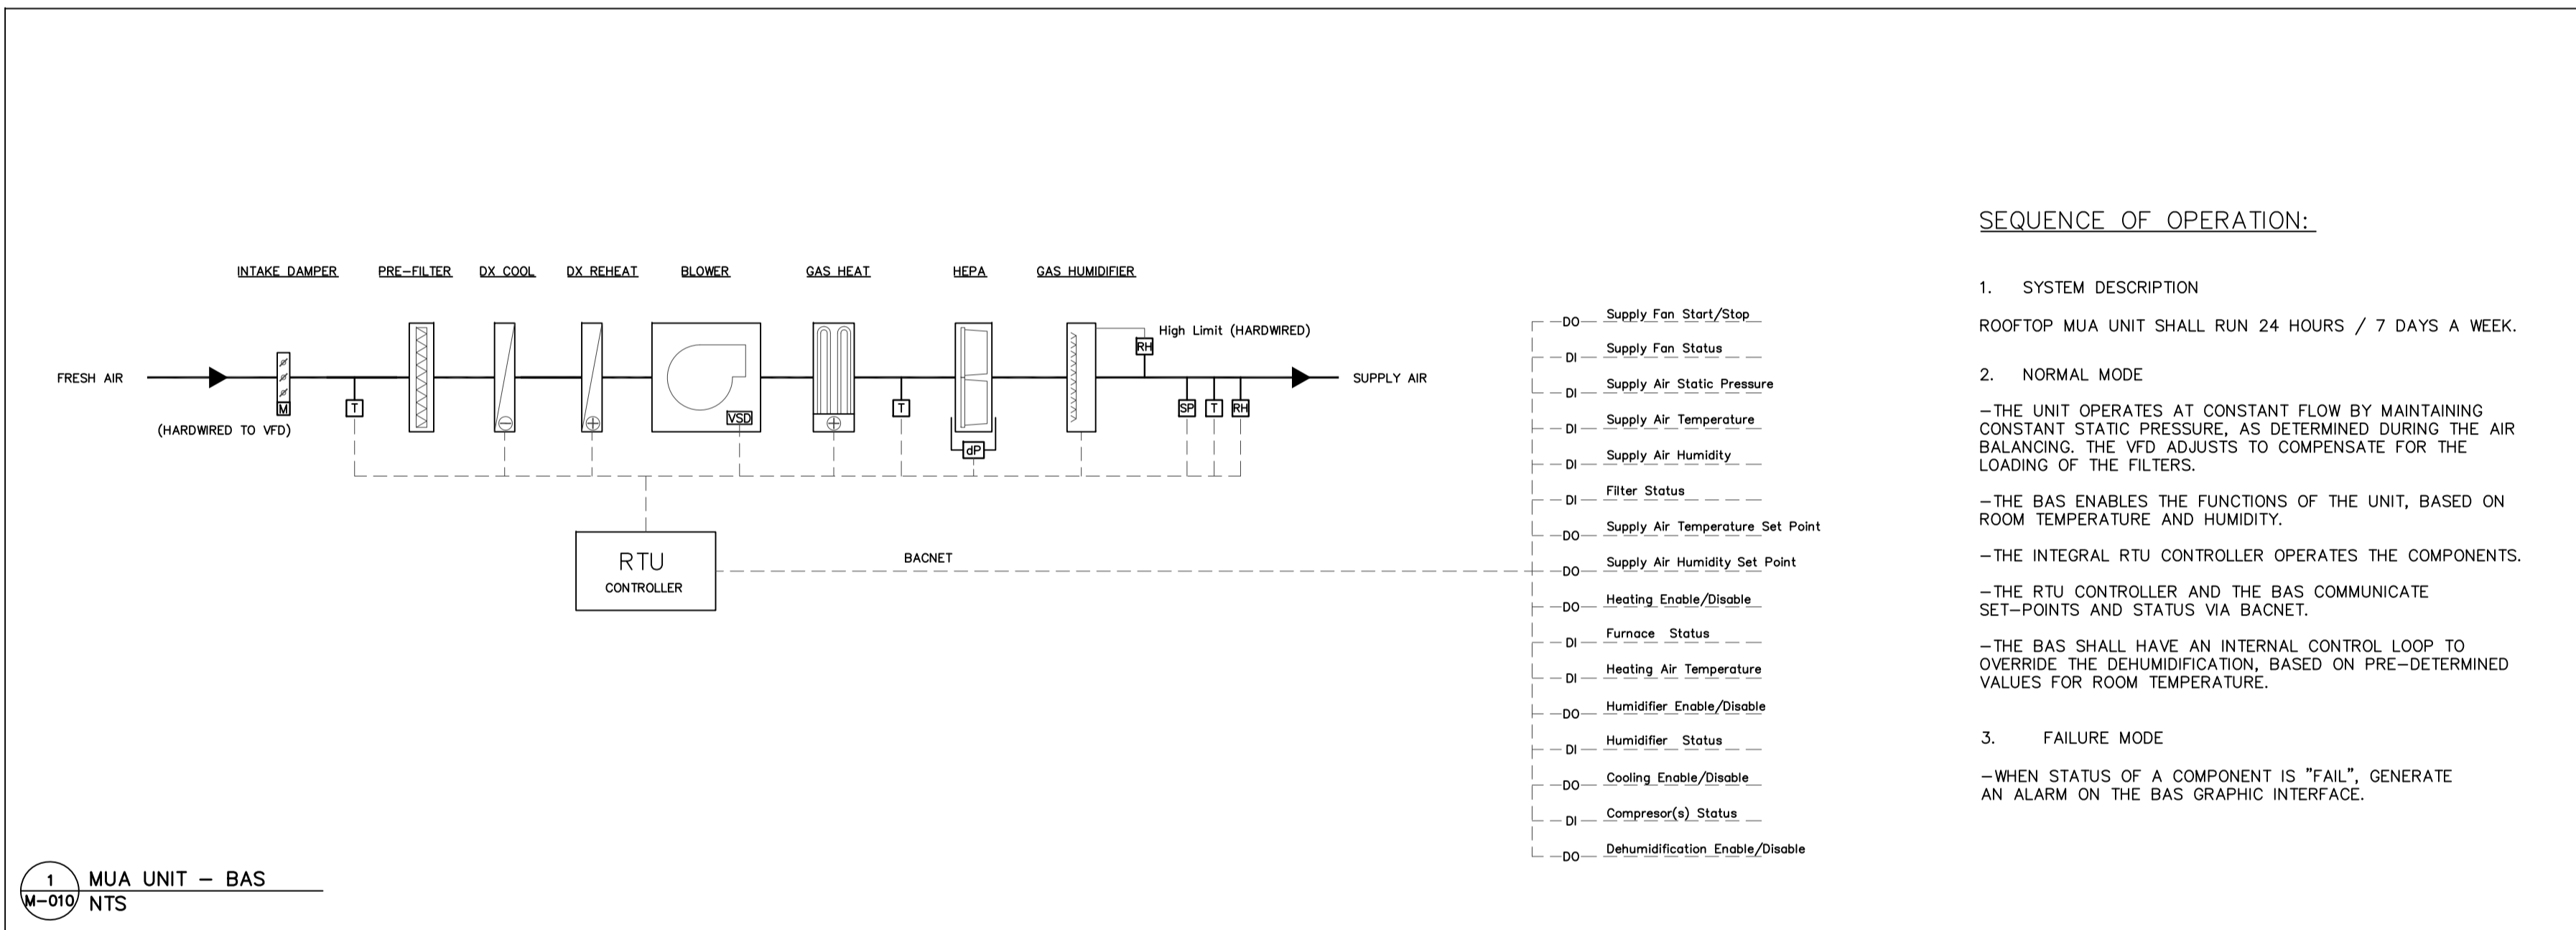 INTAKE DAMPER
PRE-FILTER
DX COOL
DX REHEAT
BLOWER
GAS HEAT
HEPA
GAS HUMIDIFIER
High Limit (HARDWIRED)
RH
FRESH AIR
SUPPLY AIR
M
T
VSD
T
SP
T
RH
(HARDWIRED TO VFD)
dP
RTU
CONTROLLER
BACNET
DO Supply Fan Start/Stop
DI Supply Fan Status
DI Supply Air Static Pressure
DI Supply Air Temperature
DI Supply Air Humidity
DI Filter Status
DO Supply Air Temperature Set Point
DO Supply Air Humidity Set Point
DO Heating Enable/Disable
DI Furnace Status
DI Heating Air Temperature
DO Humidifier Enable/Disable
DI Humidifier Status
DO Cooling Enable/Disable
DI Compresor(s) Status
DO Dehumidification Enable/Disable
SEQUENCE OF OPERATION:
1. SYSTEM DESCRIPTION
ROOFTOP MUA UNIT SHALL RUN 24 HOURS / 7 DAYS A WEEK.
2. NORMAL MODE
-THE UNIT OPERATES AT CONSTANT FLOW BY MAINTAINING
CONSTANT STATIC PRESSURE, AS DETERMINED DURING THE AIR
BALANCING. THE VFD ADJUSTS TO COMPENSATE FOR THE
LOADING OF THE FILTERS.
-THE BAS ENABLES THE FUNCTIONS OF THE UNIT, BASED ON
ROOM TEMPERATURE AND HUMIDITY.
-THE INTEGRAL RTU CONTROLLER OPERATES THE COMPONENTS.
-THE RTU CONTROLLER AND THE BAS COMMUNICATE
SET-POINTS AND STATUS VIA BACNET.
-THE BAS SHALL HAVE AN INTERNAL CONTROL LOOP TO
OVERRIDE THE DEHUMIDIFICATION, BASED ON PRE-DETERMINED
VALUES FOR ROOM TEMPERATURE.
3. FAILURE MODE
-WHEN STATUS OF A COMPONENT IS "FAIL", GENERATE
AN ALARM ON THE BAS GRAPHIC INTERFACE.
1
M-010
MUA UNIT - BAS
NTS